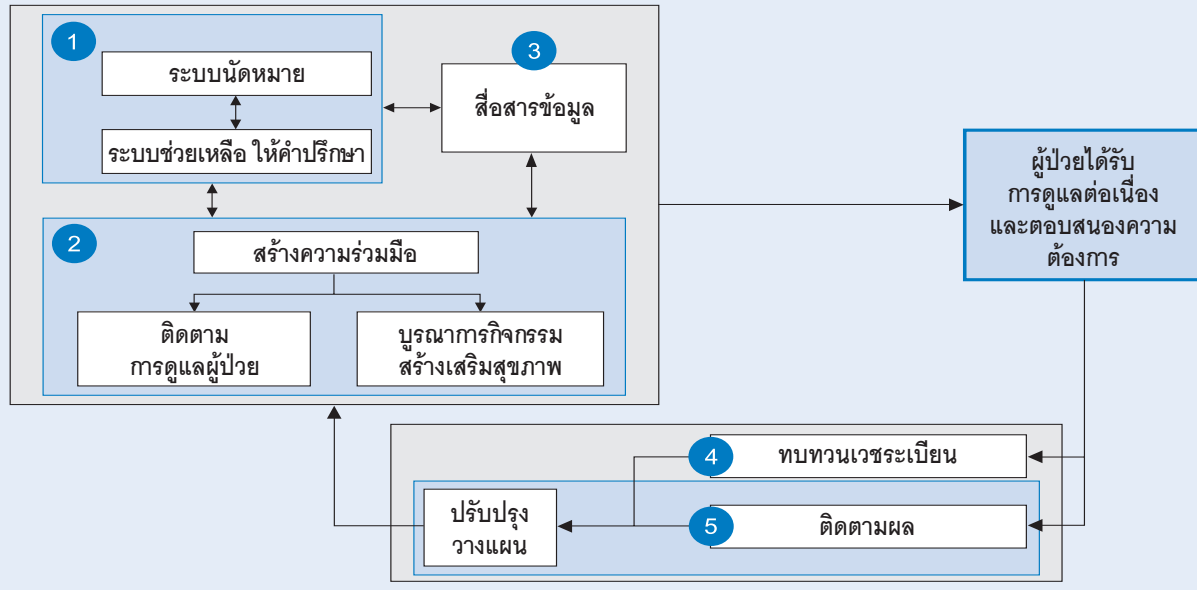 1
ระบบนัดหมาย
ระบบช่วยเหลือ ให้คำปรึกษา
3
สื่อสารข้อมูล
2
สร้างความร่วมมือ
ติดตาม
การดูแลผู้ป่วย
บูรณาการกิจกรรม
สร้างเสริมสุขภาพ
ผู้ป่วยได้รับ
การดูแลต่อเนื่อง
และตอบสนองความ
ต้องการ
4
ทบทวนเวชระเบียน
5
ติดตามผล
ปรับปรุง
วางแผน